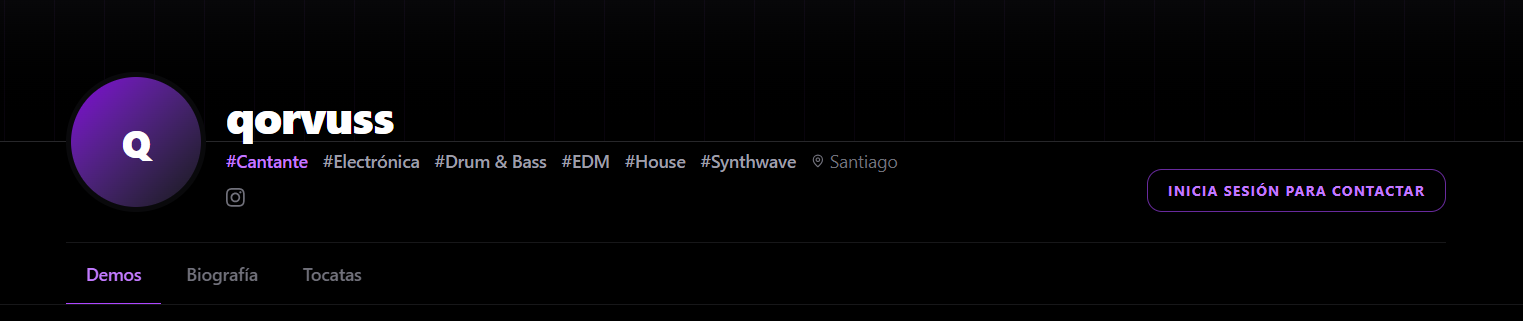 Q
qorvuss
#Cantante #Electrónica #Drum & Bass #EDM #House #Synthwave Santiago
INICIA SESIÓN PARA CONTACTAR
Demos Biografía Tocatas